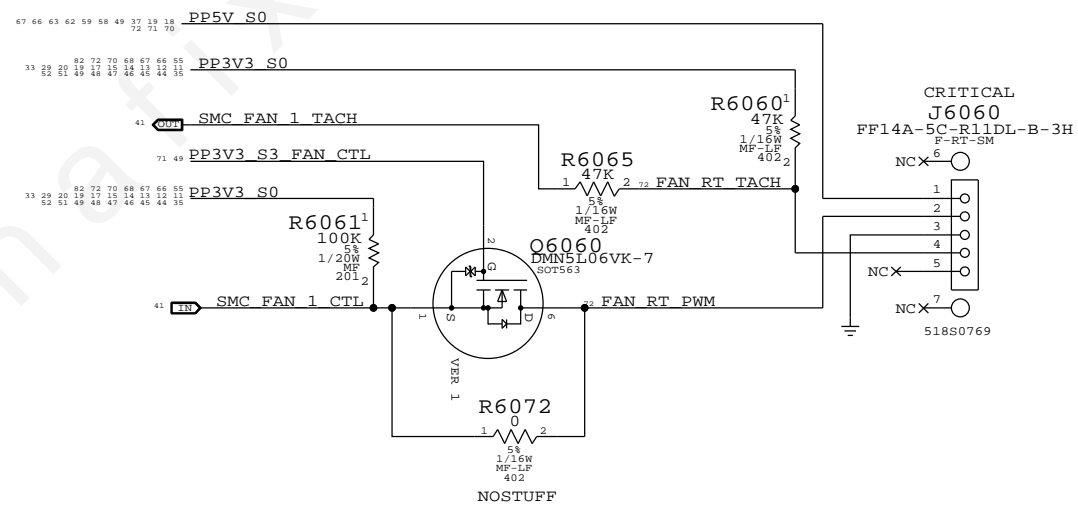 67 66 63 62 59 58 49 37 19 18
72 71 70
PP5V_S0
82 72 70 68 67 66 55
33 29 20 19 17 15 14 13 12 11
52 51 49 48 47 46 45 44 35
PP3V3_S0
41 OUT SMC_FAN_1_TACH
71 49 PP3V3_S3_FAN_CTL
82 72 70 68 67 66 55
33 29 20 19 17 15 14 13 12 11
52 51 49 48 47 46 45 44 35
PP3V3_S0
R6061
1
100K
5%
1/20W
MF
201
2
41 IN SMC_FAN_1_CTL
R6065
47K
1 2
5%
1/16W
MF-LF
402
72 FAN_RT_TACH
R6060
1
47K
5%
1/16W
MF-LF
402
2
Q6060
DMN5L06VK-7
SOT563
2
G
S
D
1
6
VER 1
72 FAN_RT_PWM
R6072
0
1 2
5%
1/16W
MF-LF
402
NOSTUFF
CRITICAL
J6060
FF14A-5C-R11DL-B-3H
F-RT-SM
NC 6
1
2
3
4
NC 5
NC 7
518S0769
nafix